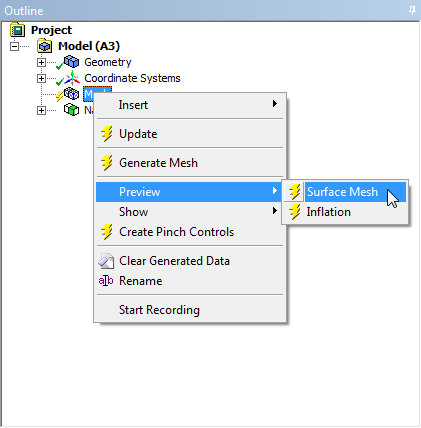 Outline
Project
Model (A3)
Geometry
Coordinate Systems
Insert
Update
Generate Mesh
Preview
Surface Mesh
Show
Inflation
Create Pinch Controls
Clear Generated Data
Rename
Start Recording